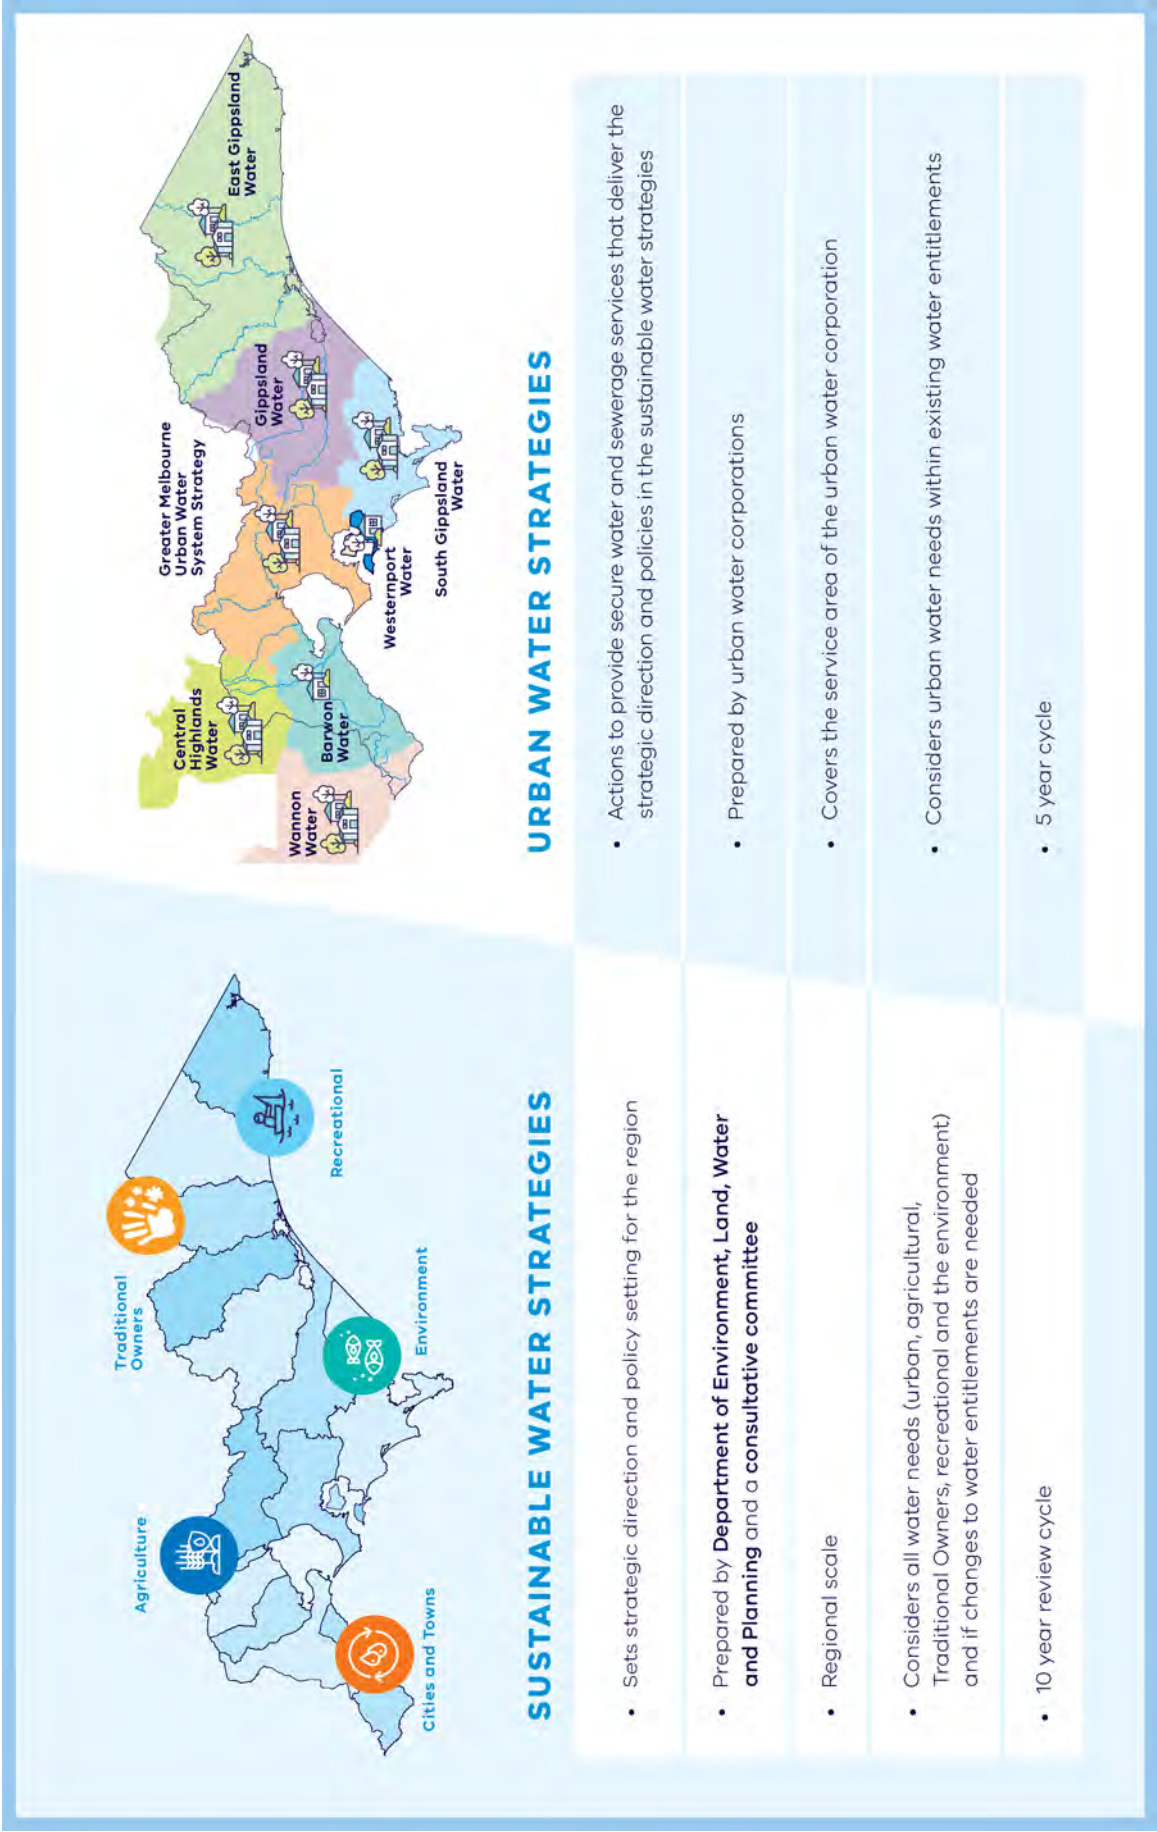 Agriculture
Traditional
Owners
Recreational
Cities and Towns
Environment
SUSTAINABLE WATER STRATEGIES
• Sets strategic direction and policy setting for the region
• Prepared by Department of Environment, Land, Water
and Planning and a consultative committee
• Regional scale
• Considers all water needs (urban, agricultural,
Traditional Owners, recreational and the environment)
and if changes to water entitlements are needed
• 10 year review cycle
Greater Melbourne
Urban Water
System Strategy
Central
Highlands
Water
East Gippsland
Water
Gippsland
Water
Wannon
Water
Barwon
Water
Westernport
Water
South Gippsland
Water
URBAN WATER STRATEGIES
• Actions to provide secure water and sewerage services that deliver the
strategic direction and policies in the sustainable water strategies
• Prepared by urban water corporations
• Covers the service area of the urban water corporation
• Considers urban water needs within existing water entitlements
• 5 year cycle